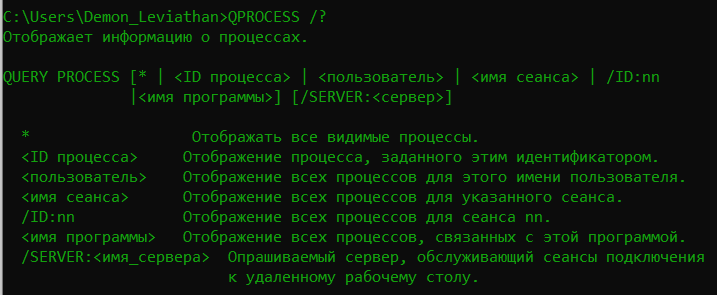 C:\Users\Demon_Leviathan>QPROCESS /?
Отображает информацию о процессах.
QUERY PROCESS [* | <ID процесса> | <пользователь> | <имя сеанса> | /ID:nn
|<имя программы>] [/SERVER:<сервер>]
* Отображать все видимые процессы.
<ID процесса> Отображение процесса, заданного этим идентификатором.
<пользователь> Отображение всех процессов для этого имени пользователя.
<имя сеанса> Отображение всех процессов для указанного сеанса.
/ID:nn Отображение всех процессов для сеанса nn.
<имя программы> Отображение всех процессов, связанных с этой программой.
/SERVER:<имя_сервера> Опрашиваемый сервер, обслуживающий сеансы подключения
к удаленному рабочему столу.